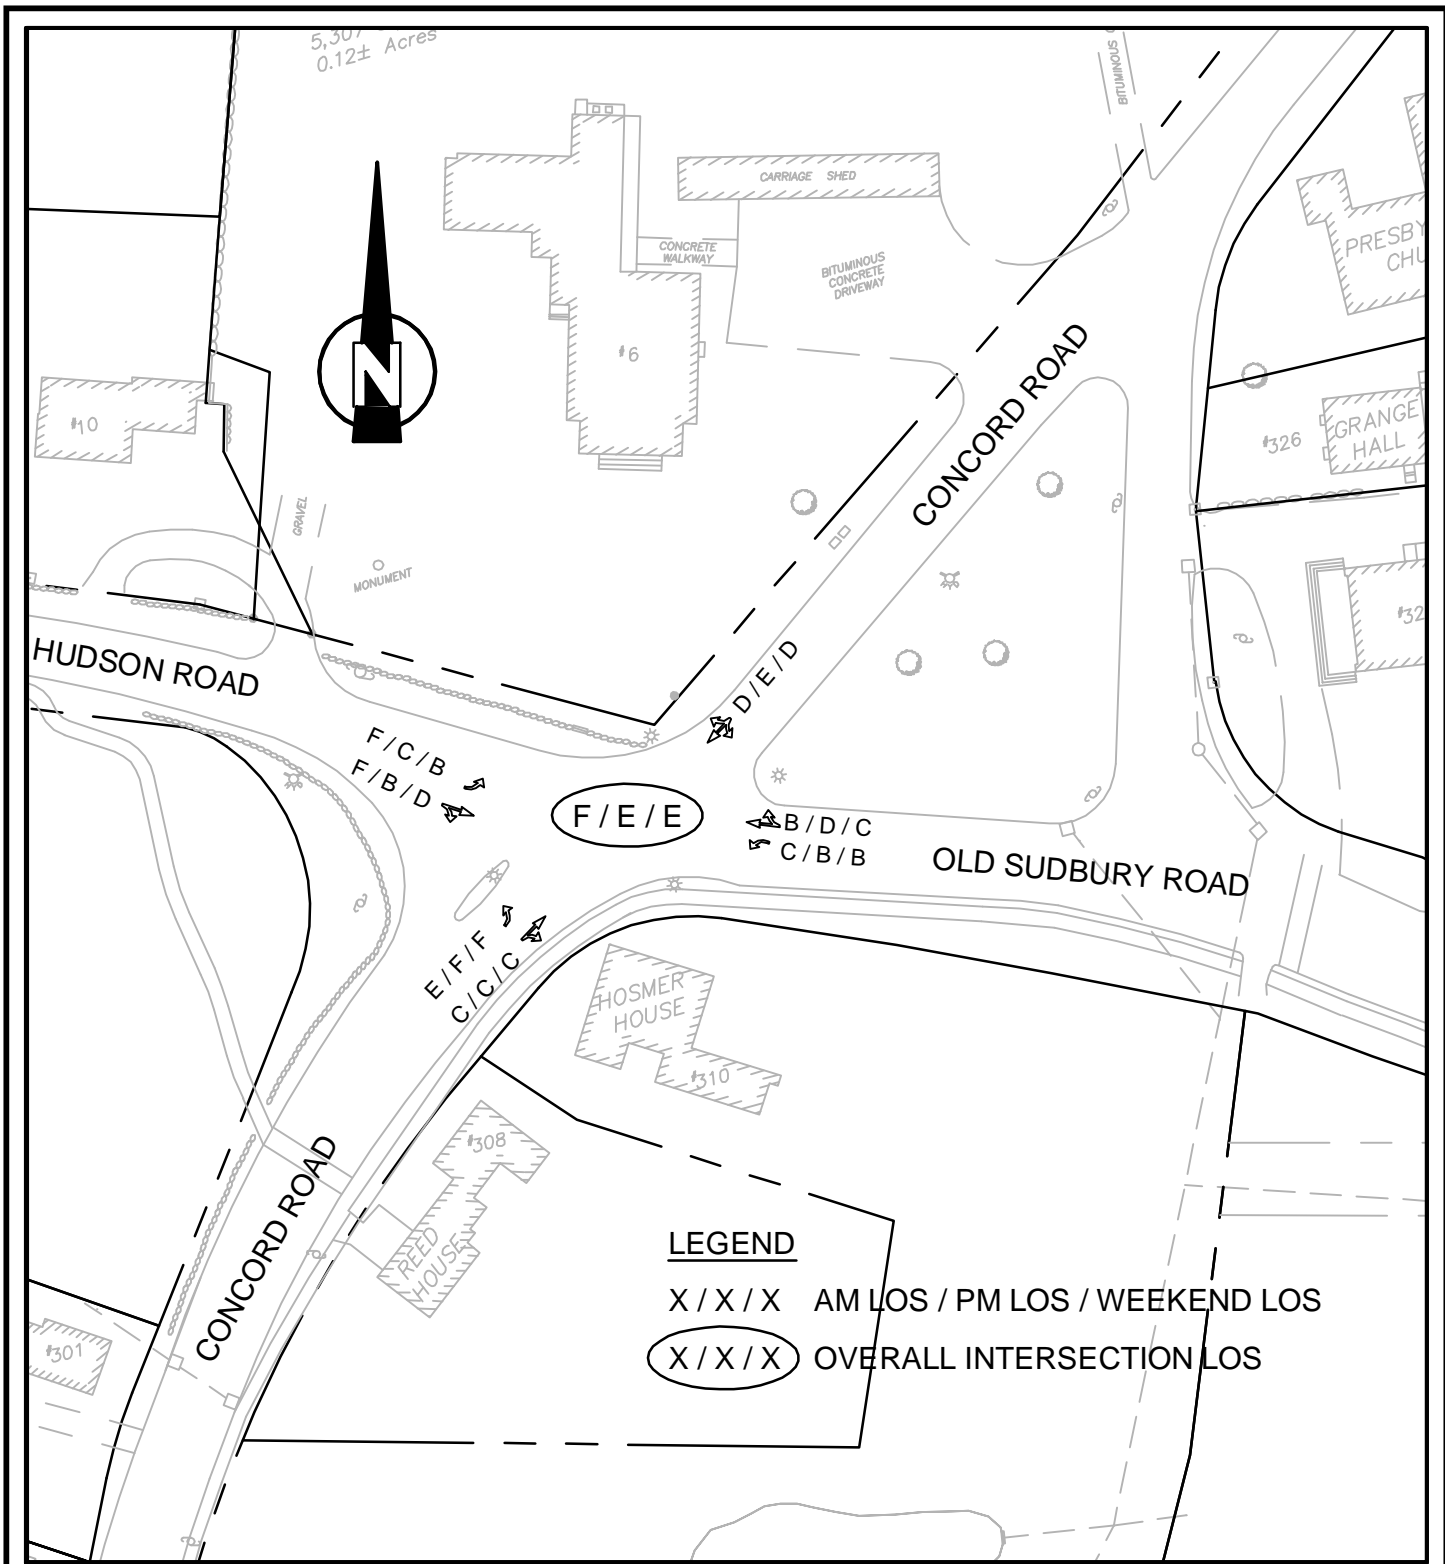 0.12± Acres
BITUMINOUS
CARRIAGE SHED
CONCRETE
WALKWAY
BITUMINOUS
CONCRETE
DRIVEWAY
N
#6
#10
CONCORD ROAD
#326
GRANGE
HALL
GRAVEL
MONUMENT
HUDSON ROAD
D / E / D
F / C / B
F / B / D
F / E / E
B / D / C
C / B / B
OLD SUDBURY ROAD
E / F / F
C / C / C
HOSMER
HOUSE
#310
#308
REED
HOUSE
CONCORD ROAD
#301
LEGEND
X / X / X AM LOS / PM LOS / WEEKEND LOS
X / X / X OVERALL INTERSECTION LOS